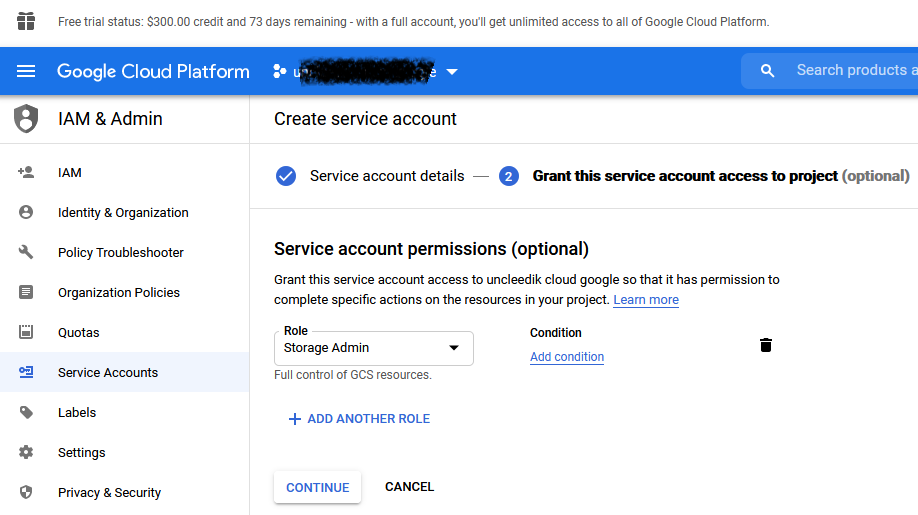 Free trial status: $300.00 credit and 73 days remaining - with a full account, you'll get unlimited access to all of Google Cloud Platform.
Google Cloud Platform
Search products a
IAM & Admin
Create service account
Service account details
2 Grant this service account access to project (optional)
IAM
Identity & Organization
Policy Troubleshooter
Organization Policies
Quotas
Service Accounts
Labels
Settings
Privacy & Security
Service account permissions (optional)
Grant this service account access to uncleedik cloud google so that it has permission to
complete specific actions on the resources in your project. Learn more
Role
Storage Admin
Full control of GCS resources.
Condition
Add condition
ADD ANOTHER ROLE
CONTINUE
CANCEL